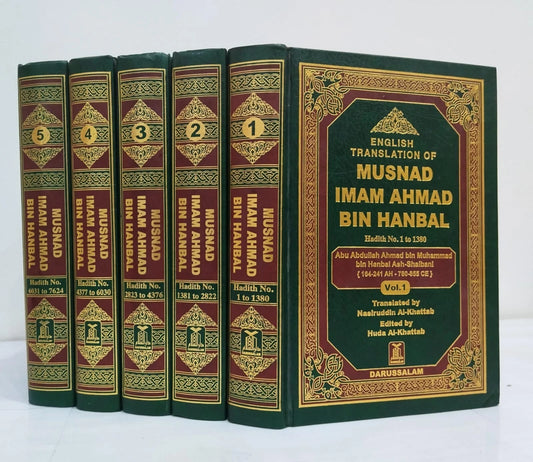 5
MUSNAD
IMAM AHMAD
BIN HANBAL
Hadith No.
6031 to 7624
DARUSSALAM
4
MUSNAD
IMAM AHMAD
BIN HANBAL
Hadith No.
4377 to 6030
DARUSSALAM
3
MUSNAD
IMAM AHMAD
BIN HANBAL
Hadith No.
2823 to 4376
DARUSSALAM
2
MUSNAD
IMAM AHMAD
BIN HANBAL
Hadith No.
1381 to 2822
DARUSSALAM
1
MUSNAD
IMAM AHMAD
BIN HANBAL
Hadith No.
1 to 1380
DARUSSALAM
ENGLISH
TRANSLATION OF
MUSNAD
IMAM AHMAD
BIN HANBAL
Hadith No. 1 to 1380
Abu Abdullah Ahmad bin Muhammad
bin Hanbal Ash-Shaibani
( 164-241 AH - 780-855 CE )
Vol.1
Translated by
Nasiruddin Al-Khattab
Edited by
Huda Al-Khattab
DARUSSALAM